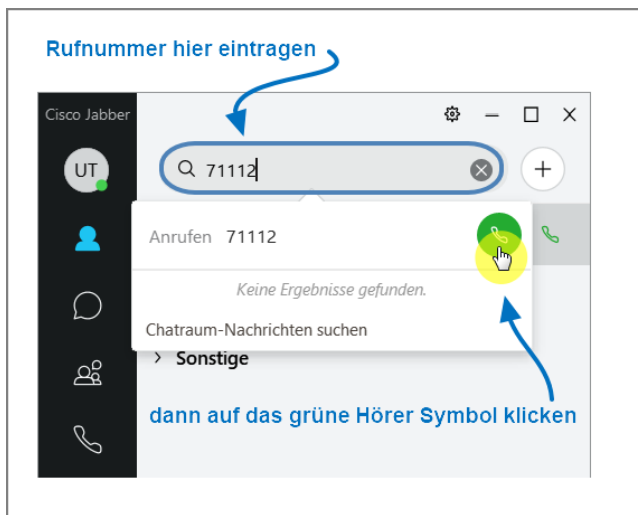 Rufnummer hier eintragen
Cisco Jabber
UT
71112
Anrufen 71112
Keine Ergebnisse gefunden.
Chatraum-Nachrichten suchen
Sonstige
dann auf das grüne Hörer Symbol klicken